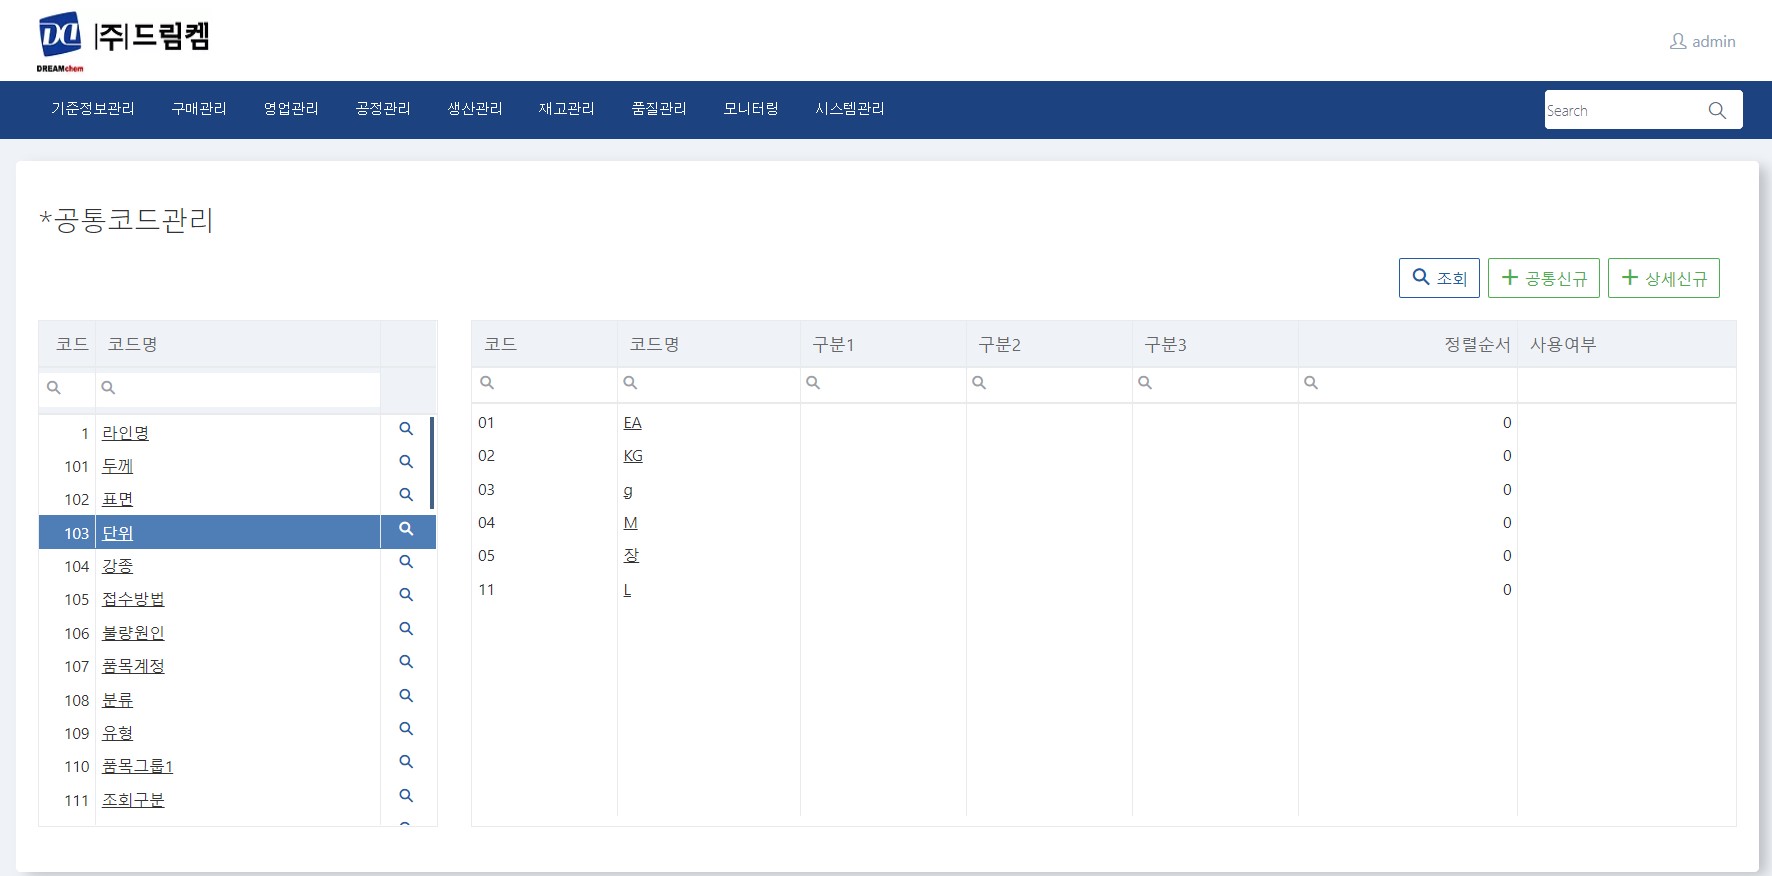 DREAMchem
|주|드림켐
admin
기준정보관리 구매관리 영업관리 공정관리 생산관리 재고관리 품질관리 모니터링 시스템관리
Search
*공통코드관리
조회 + 공통신규 + 상세신규
코드 코드명
1 라인명
101 두께
102 표면
103 단위
104 강종
105 접수방법
106 불량원인
107 품목계정
108 분류
109 유형
110 품목그룹1
111 조회구분
코드 코드명 구분1 구분2 구분3 정렬순서 사용여부
01 EA 0
02 KG 0
03 g 0
04 M 0
05 장 0
11 L 0